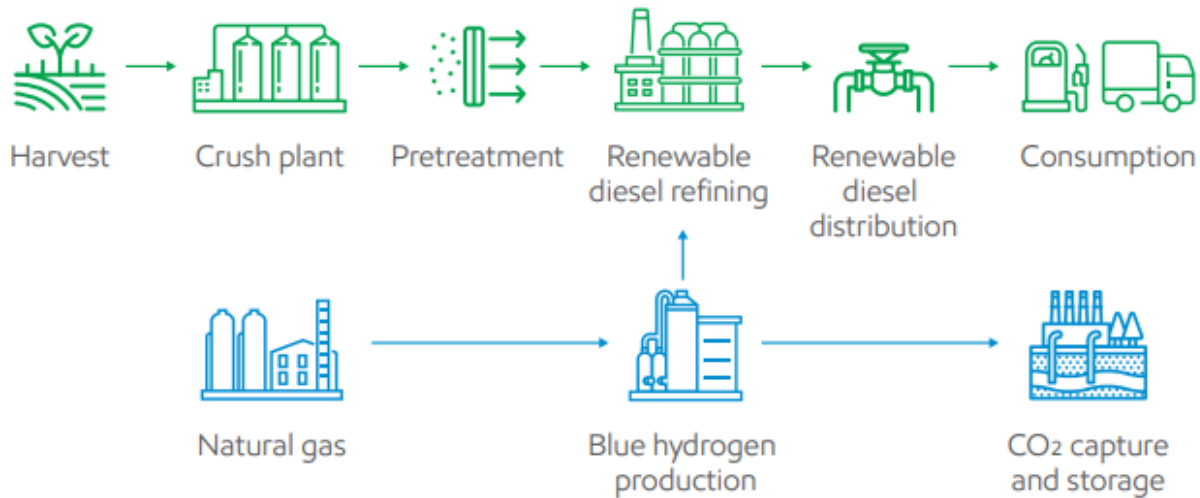 Harvest
Crush plant
Pretreatment
Renewable
diesel refining
Renewable
diesel
distribution
Consumption
Natural gas
Blue hydrogen
production
CO₂ capture
and storage